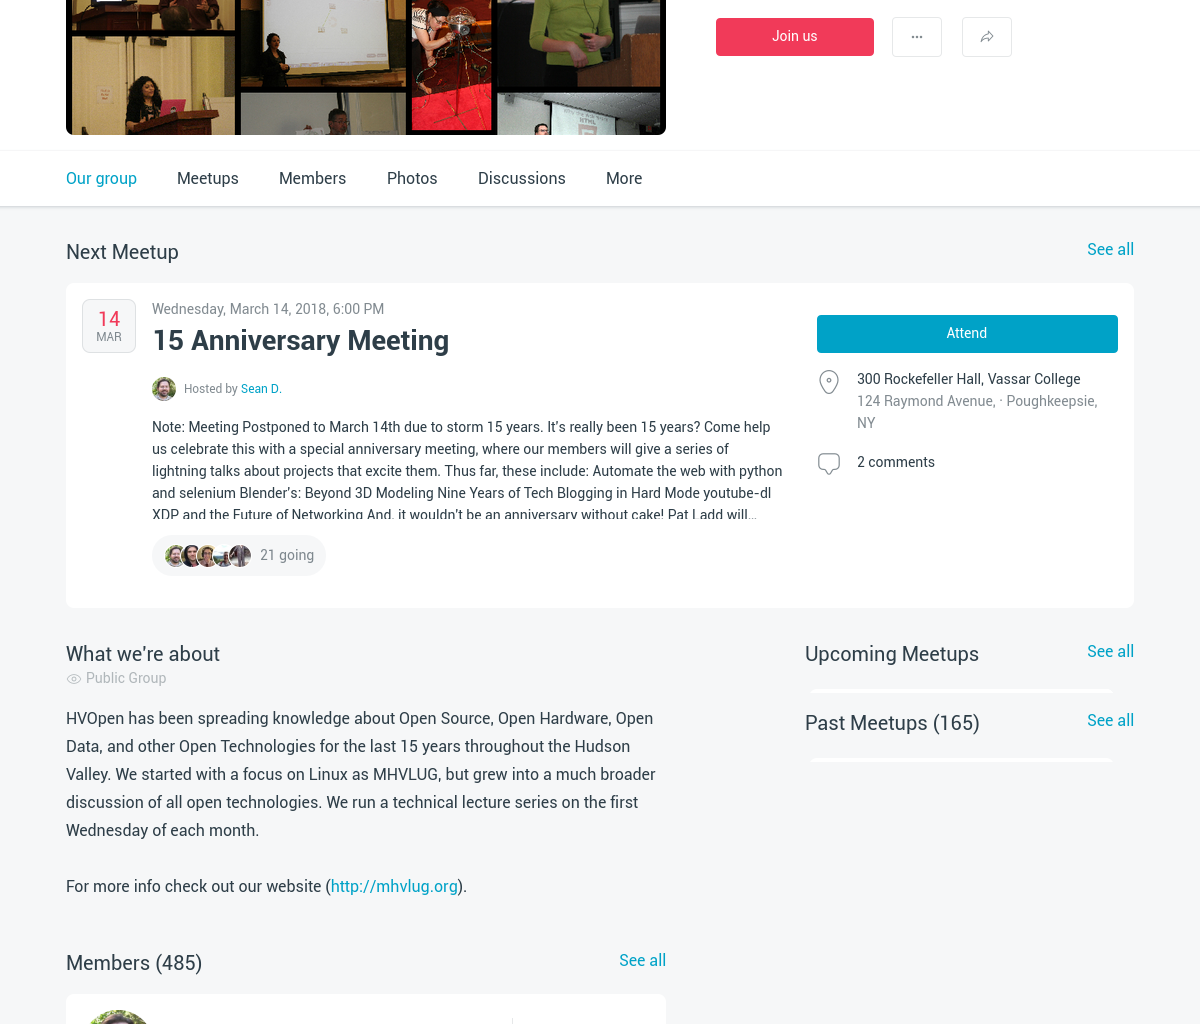 Join us
Our group
Meetups
Members
Photos
Discussions
More
Next Meetup
See all
14
MAR
Wednesday, March 14, 2018, 6:00 PM
15 Anniversary Meeting
Hosted by Sean D.
Note: Meeting Postponed to March 14th due to storm 15 years. It's really been 15 years? Come help
us celebrate this with a special anniversary meeting, where our members will give a series of
lightning talks about projects that excite them. Thus far, these include: Automate the web with python
and selenium Blender's: Beyond 3D Modeling Nine Years of Tech Blogging in Hard Mode youtube-dl
XDP and the Future of Networking And, it wouldn't be an anniversary without cake! Pat Ladd will...
21 going
Attend
300 Rockefeller Hall, Vassar College
124 Raymond Avenue, · Poughkeepsie,
NY
2 comments
What we're about
Public Group
HVOpen has been spreading knowledge about Open Source, Open Hardware, Open
Data, and other Open Technologies for the last 15 years throughout the Hudson
Valley. We started with a focus on Linux as MHVLUG, but grew into a much broader
discussion of all open technologies. We run a technical lecture series on the first
Wednesday of each month.
For more info check out our website (http://mhvlug.org).
Upcoming Meetups
See all
Past Meetups (165)
See all
Members (485)
See all